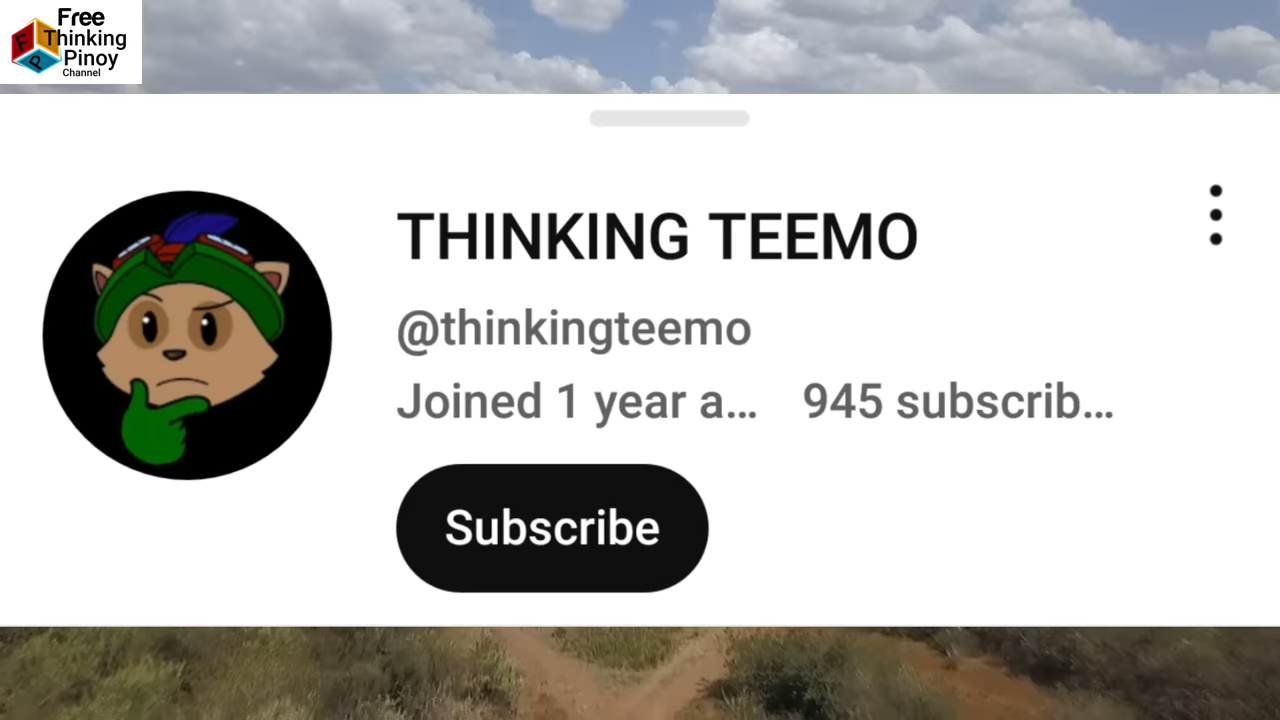 Free
Thinking
Pinoy
Channel
F
P
THINKING TEEMO
@thinkingteemo
Joined 1 year a… 945 subscrib…
Subscribe